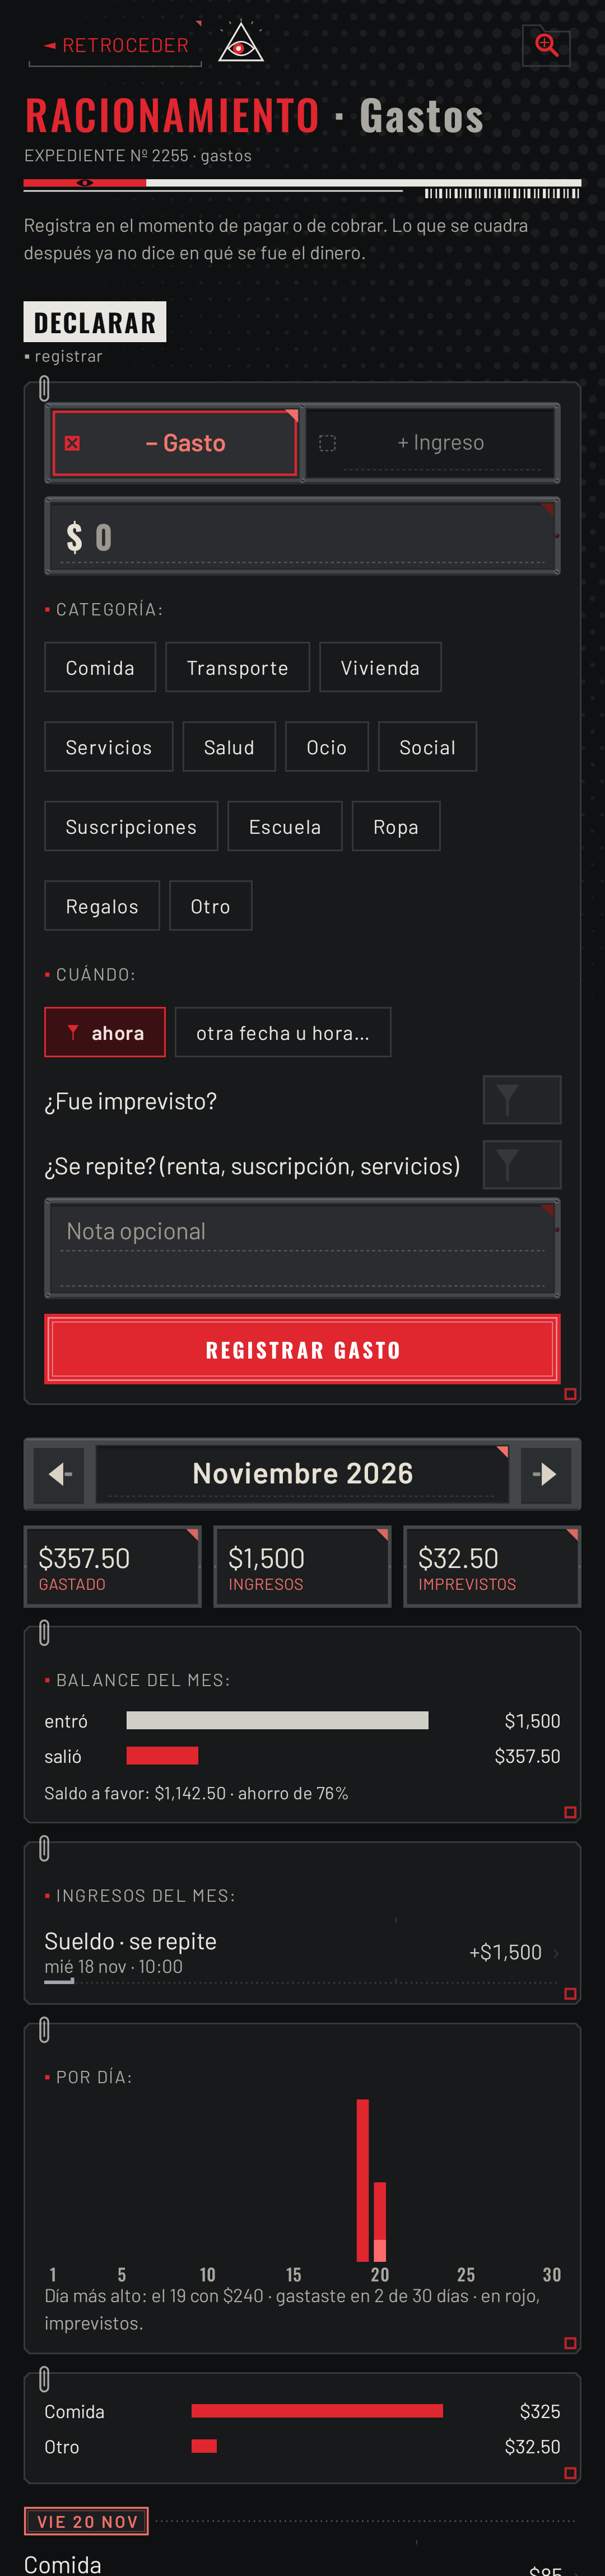 ◄ RETROCEDER
RACIONAMIENTO · Gastos
EXPEDIENTE Nº 2255 · gastos
Registra en el momento de pagar o de cobrar. Lo que se cuadra
después ya no dice en qué se fue el dinero.
DECLARAR
▪ registrar
– Gasto
+ Ingreso
$ 0
▪ CATEGORÍA:
Comida Transporte Vivienda
Servicios Salud Ocio Social
Suscripciones Escuela Ropa
Regalos Otro
▪ CUÁNDO:
ahora otra fecha u hora...
¿Fue imprevisto?
¿Se repite? (renta, suscripción, servicios)
Nota opcional
REGISTRAR GASTO
Noviembre 2026
$357.50 $1,500 $32.50
GASTADO INGRESOS IMPREVISTOS
▪ BALANCE DEL MES:
entró $1,500
salió $357.50
Saldo a favor: $1,142.50 · ahorro de 76%
▪ INGRESOS DEL MES:
Sueldo · se repite
mié 18 nov · 10:00
+$1,500 ›
▪ POR DÍA:
1 5 10 15 20 25 30
Día más alto: el 19 con $240 · gastaste en 2 de 30 días · en rojo,
imprevistos.
Comida $325
Otro $32.50
VIE 20 NOV
Comida
$85